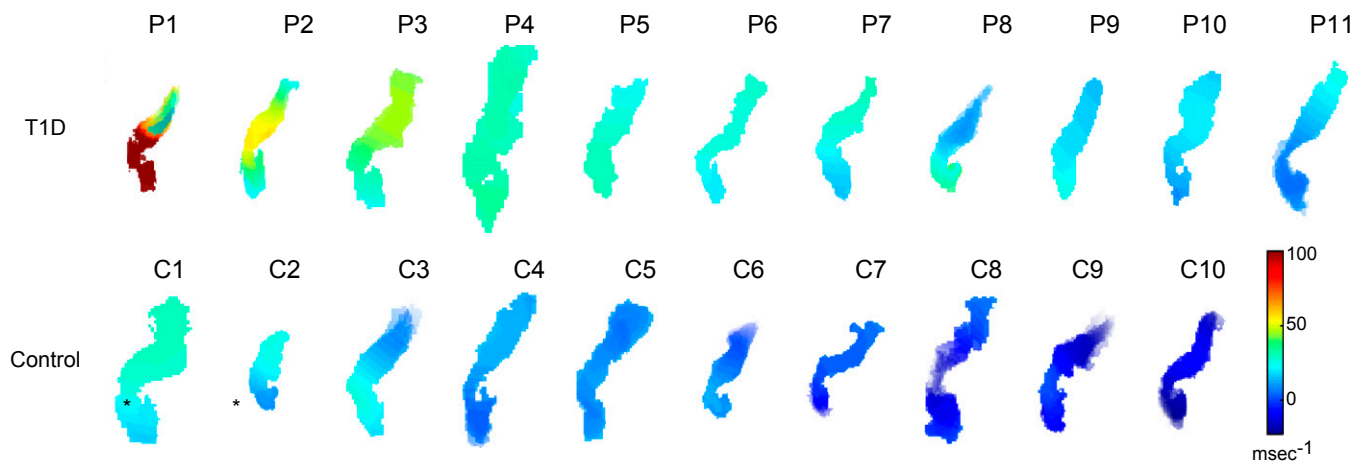 P1 P2 P3 P4 P5 P6 P7 P8 P9 P10 P11
T1D
C1 C2 C3 C4 C5 C6 C7 C8 C9 C10
100
50
Control
* *
0
msec⁻¹